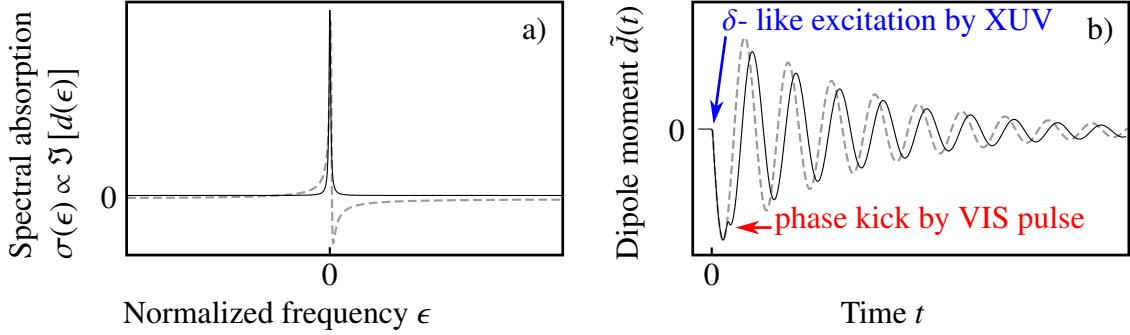 Spectral absorption
σ(ϵ) ∝ ℑ [d(ϵ)]
0
a)
0
Normalized frequency ϵ
Dipole moment d̃(t)
0
δ- like excitation by XUV
b)
phase kick by VIS pulse
0
Time t